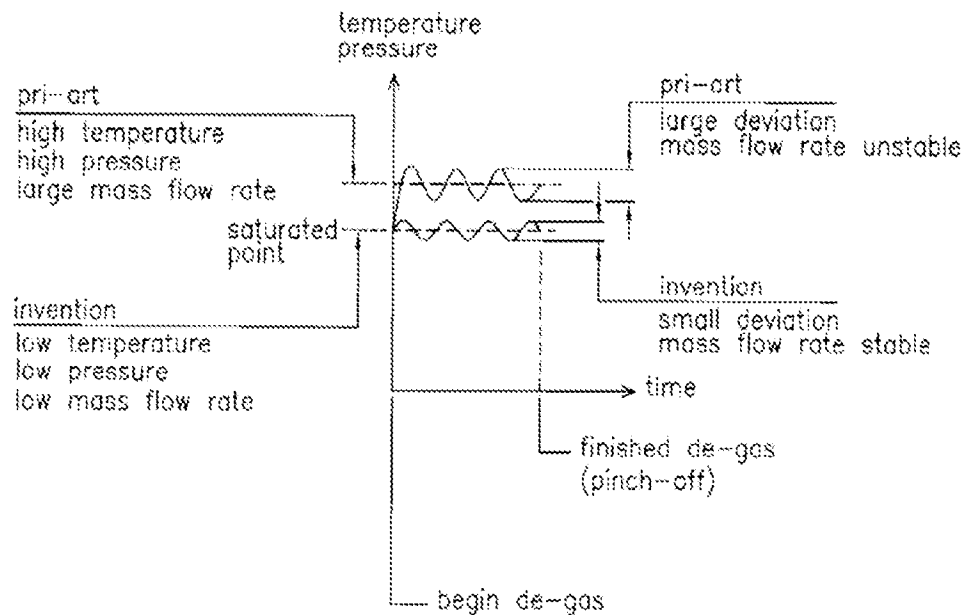 temperature
pressure
pri-art
high temperature
high pressure
large mass flow rate
pri-art
large deviation
mass flow rate unstable
saturated
point
invention
low temperature
low pressure
low mass flow rate
invention
small deviation
mass flow rate stable
time
finished de-gas
(pinch-off)
begin de-gas